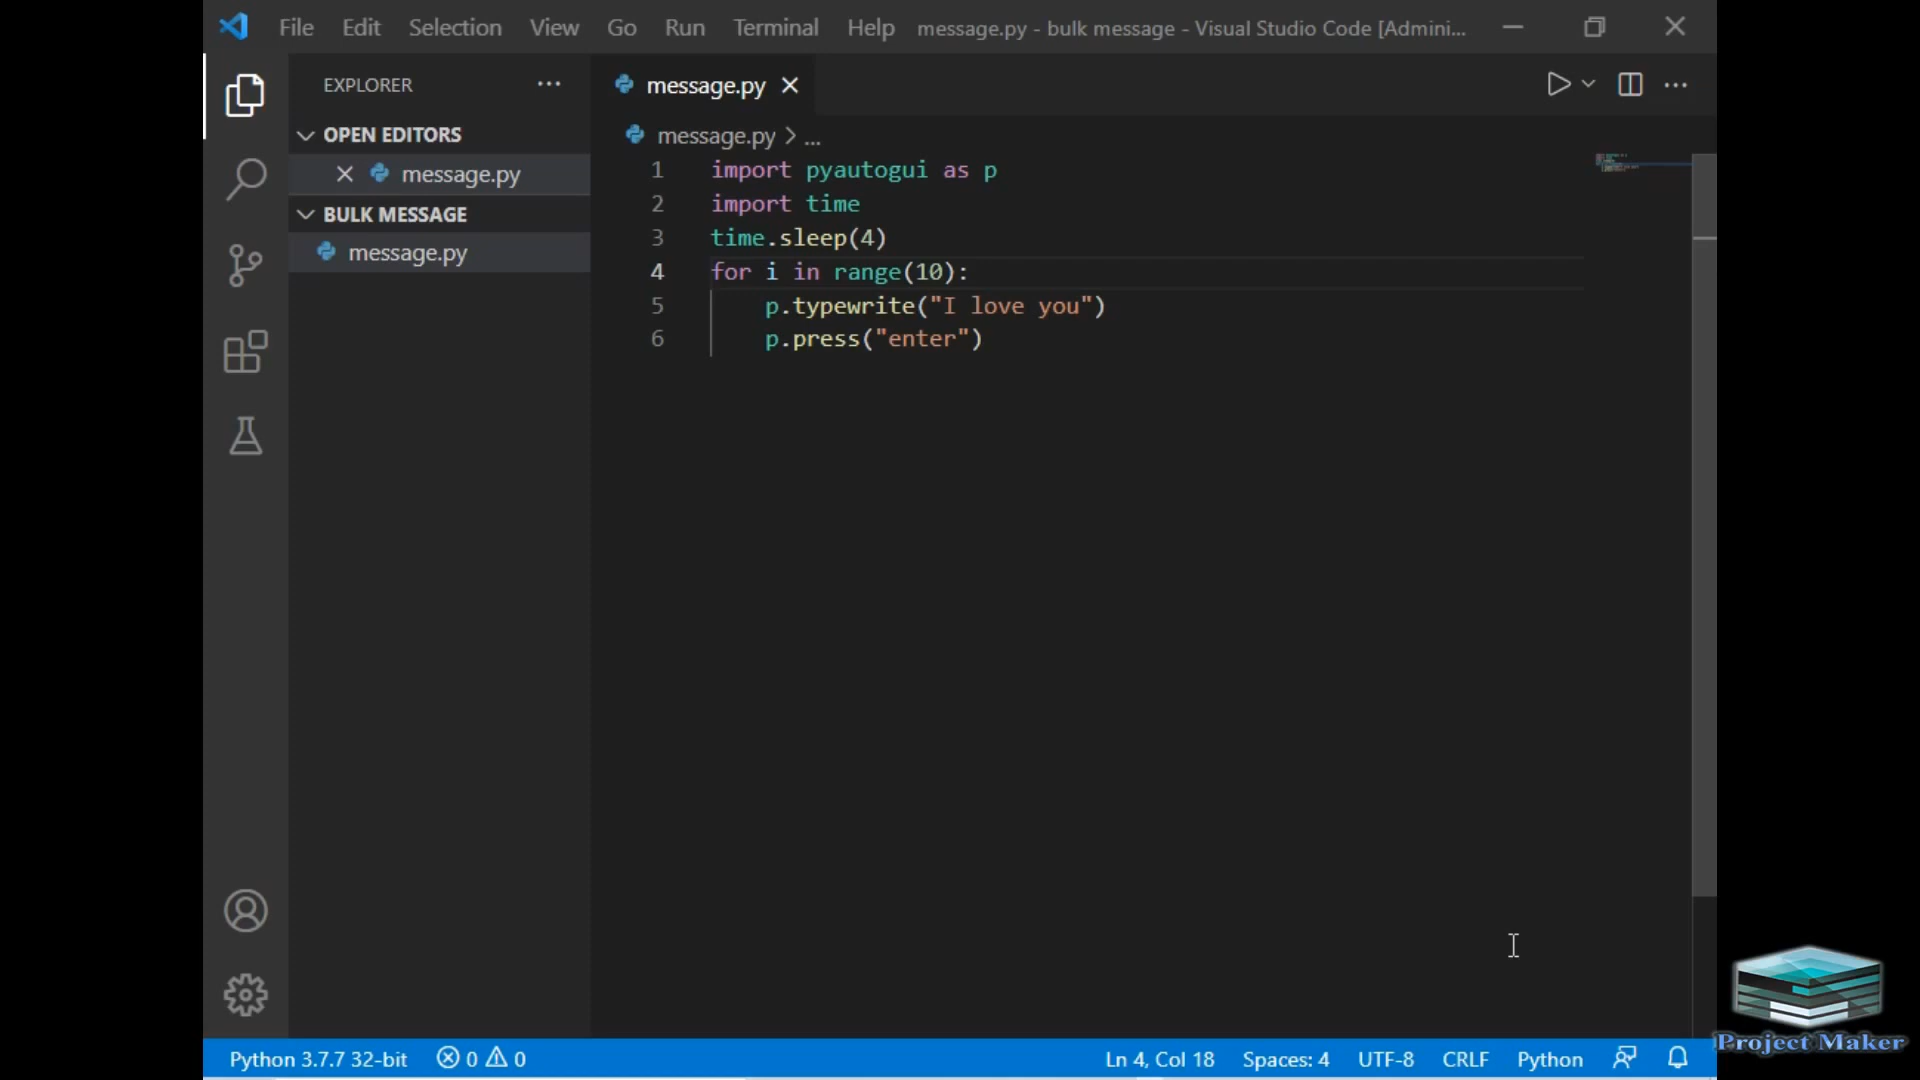 File Edit Selection View Go Run Terminal Help message.py - bulk message - Visual Studio Code [Admini...
EXPLORER
OPEN EDITORS
message.py
BULK MESSAGE
message.py
message.py
message.py > ...
1 import pyautogui as p
2 import time
3 time.sleep(4)
4 for i in range(10):
5     p.typewrite("I love you")
6     p.press("enter")
Project Maker
Python 3.7.7 32-bit 0 0 Ln 4, Col 18 Spaces: 4 UTF-8 CRLF Python